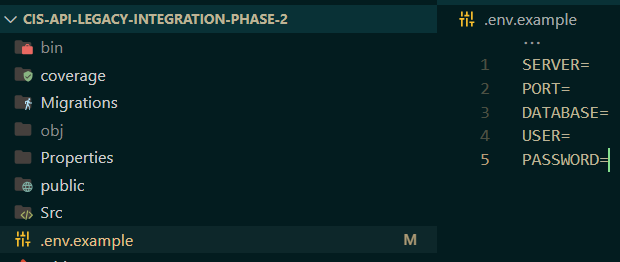 CIS-API-LEGACY-INTEGRATION-PHASE-2
bin
coverage
Migrations
obj
Properties
public
Src
.env.example M
.env.example
...
1 SERVER=
2 PORT=
3 DATABASE=
4 USER=
5 PASSWORD=